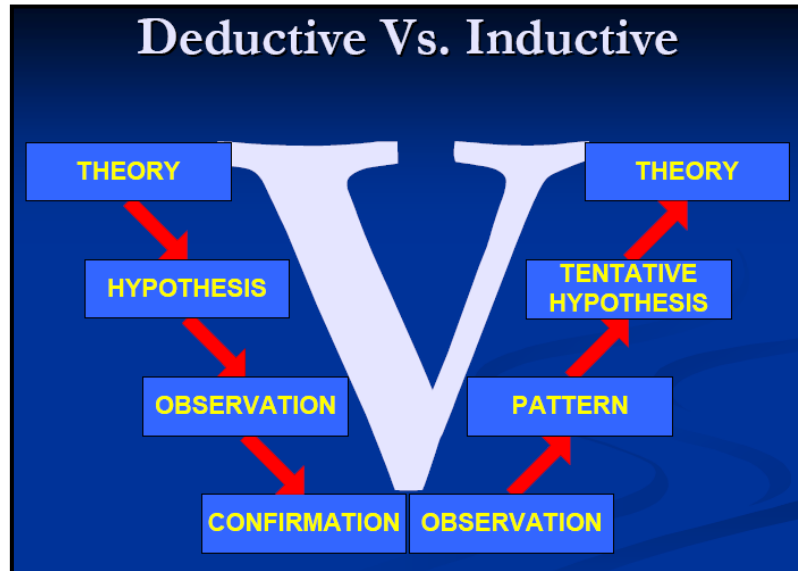 Deductive Vs. Inductive
V
THEORY
HYPOTHESIS
OBSERVATION
CONFIRMATION
THEORY
TENTATIVE
HYPOTHESIS
PATTERN
OBSERVATION